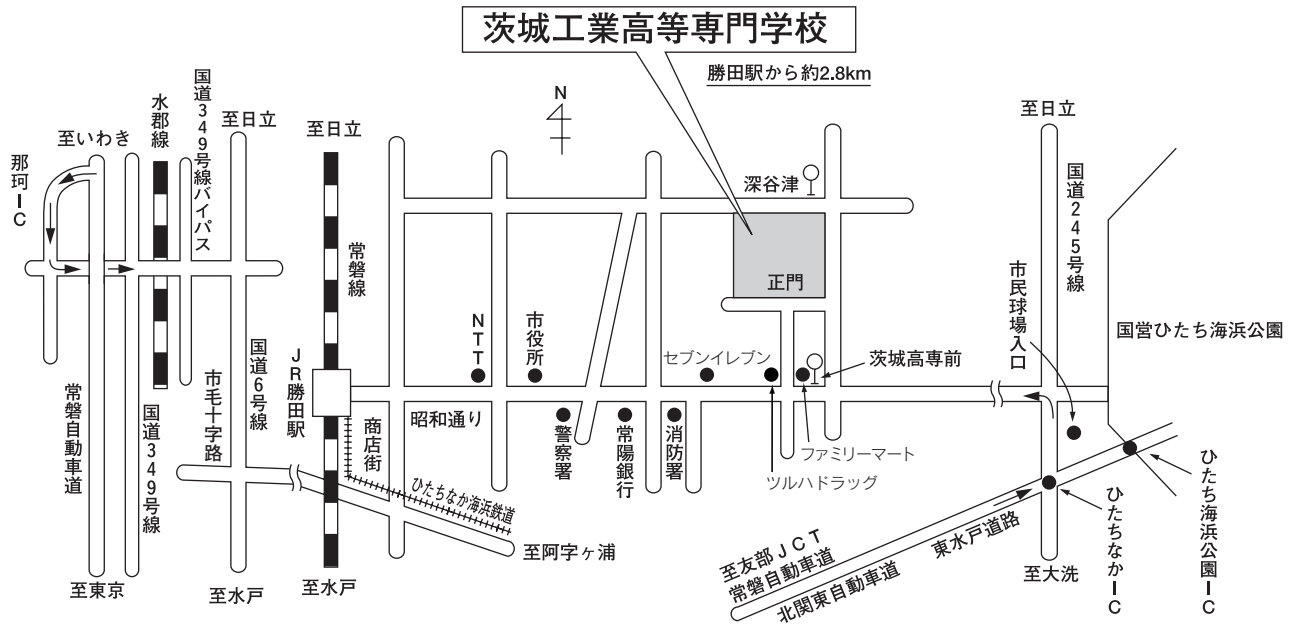 茨城工業高等専門学校
勝田駅から約2.8km
N
国道349号線バイパス
水郡線
至いわき
至日立
至日立
至日立
那珂IC
深谷津
国道245号線
常磐線
正門
市民球場入口
国営ひたち海浜公園
NTT
市役所
セブンイレブン
茨城高専前
国道6号線
JR勝田駅
市毛十字路
常磐自動車道
国道349号線
昭和通り
商店街
警察署
常陽銀行
消防署
ファミリーマート
ツルハドラッグ
ひたちなか海浜鉄道
至阿字ヶ浦
ひたち海浜公園IC
ひたちなかIC
東水戸道路
至友部JCT
常磐自動車道
北関東自動車道
至東京
至水戸
至水戸
至大洗